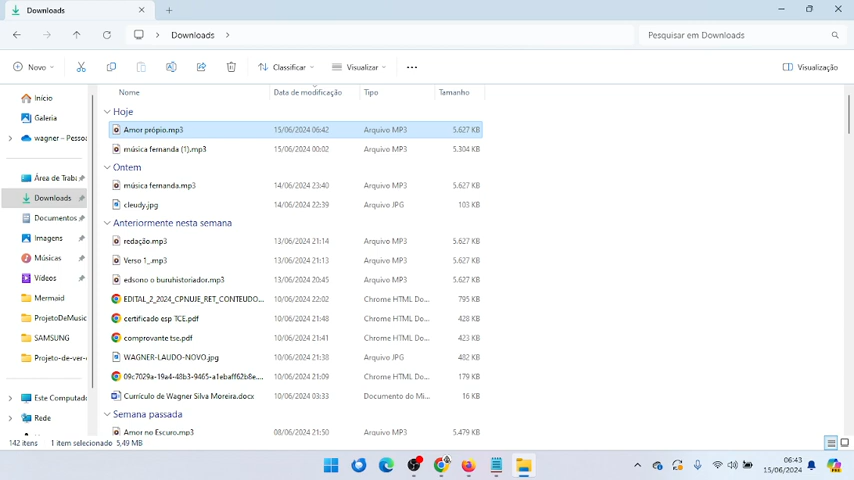 Downloads
Downloads
Pesquisar em Downloads
Novo
Classificar
Visualizar
Visualização
Nome Data de modificação Tipo Tamanho
Início
Galeria
wagner – Pessoa
Área de Traba
Downloads
Documentos
Imagens
Músicas
Vídeos
Mermaid
ProjetoDeMusic
SAMSUNG
Projeto-de-ver-
Este Computado
Rede
Hoje
Amor própio.mp3 15/06/2024 06:42 Arquivo MP3 5.627 KB
música fernanda (1).mp3 15/06/2024 00:02 Arquivo MP3 5.304 KB
Ontem
música fernanda.mp3 14/06/2024 23:40 Arquivo MP3 5.627 KB
cleudy.jpg 14/06/2024 22:39 Arquivo JPG 103 KB
Anteriormente nesta semana
redação.mp3 13/06/2024 21:14 Arquivo MP3 5.627 KB
Verso 1_.mp3 13/06/2024 21:13 Arquivo MP3 5.627 KB
edsono o buruhistoriador.mp3 13/06/2024 20:45 Arquivo MP3 5.627 KB
EDITAL_2_2024_CPNUJE_RET_CONTEUDO... 10/06/2024 22:02 Chrome HTML Do... 795 KB
certificado esp TCE.pdf 10/06/2024 21:48 Chrome HTML Do... 428 KB
comprovante tse.pdf 10/06/2024 21:41 Chrome HTML Do... 423 KB
WAGNER-LAUDO-NOVO.jpg 10/06/2024 21:38 Arquivo JPG 482 KB
09c7029a-19a4-48b3-9465-a1ebaff62b8e... 10/06/2024 21:09 Chrome HTML Do... 179 KB
Currículo de Wagner Silva Moreira.docx 10/06/2024 03:33 Documento do Mi... 16 KB
Semana passada
Amor no Escuro.mp3 08/06/2024 21:50 Arquivo MP3 5.479 KB
142 itens 1 item selecionado 5,49 MB
06:43
15/06/2024